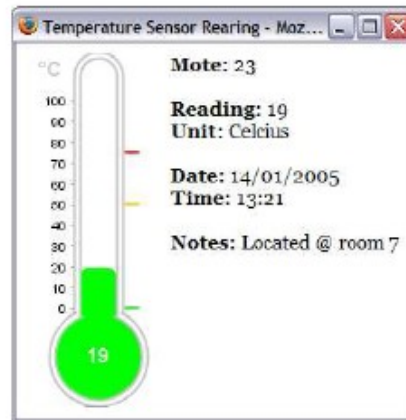 Temperature Sensor Rearing - Moz...
°C
Mote: 23
100
90
80
70
60
50
40
30
20
10
0
Reading: 19
Unit: Celcius
Date: 14/01/2005
Time: 13:21
Notes: Located @ room 7
19